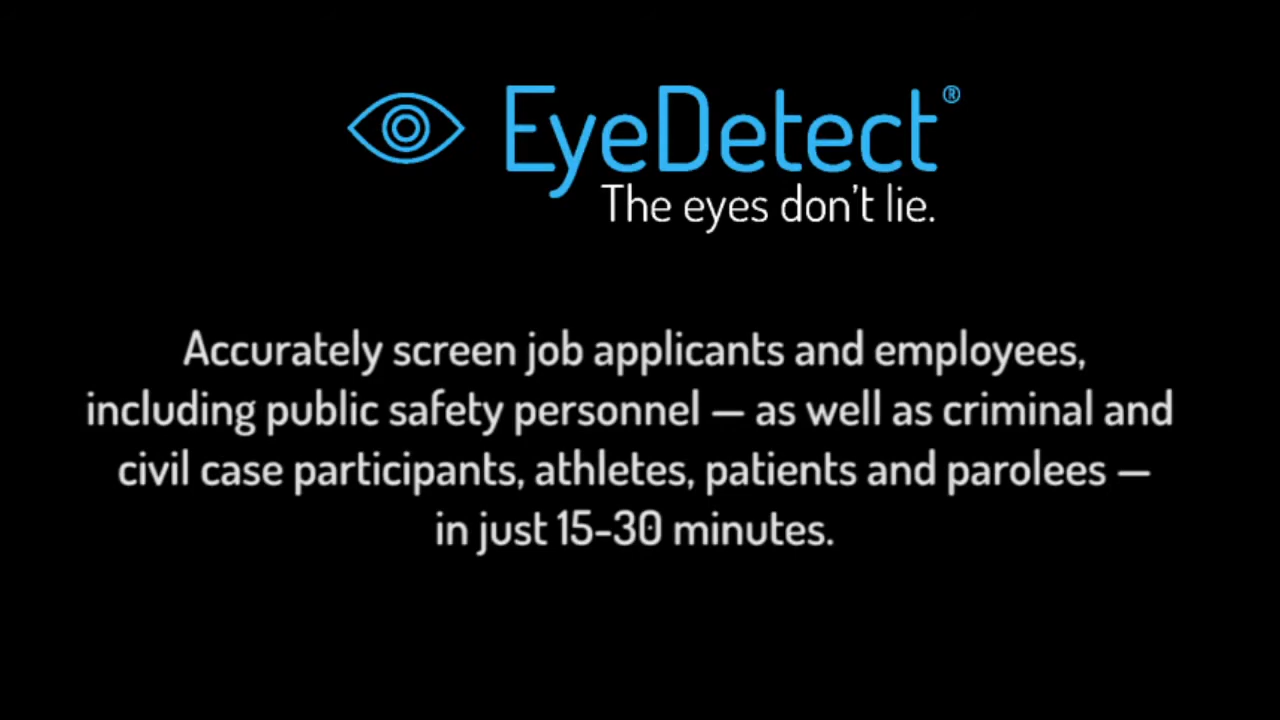 EyeDetect®
The eyes don't lie.
Accurately screen job applicants and employees,
including public safety personnel — as well as criminal and
civil case participants, athletes, patients and parolees —
in just 15-30 minutes.